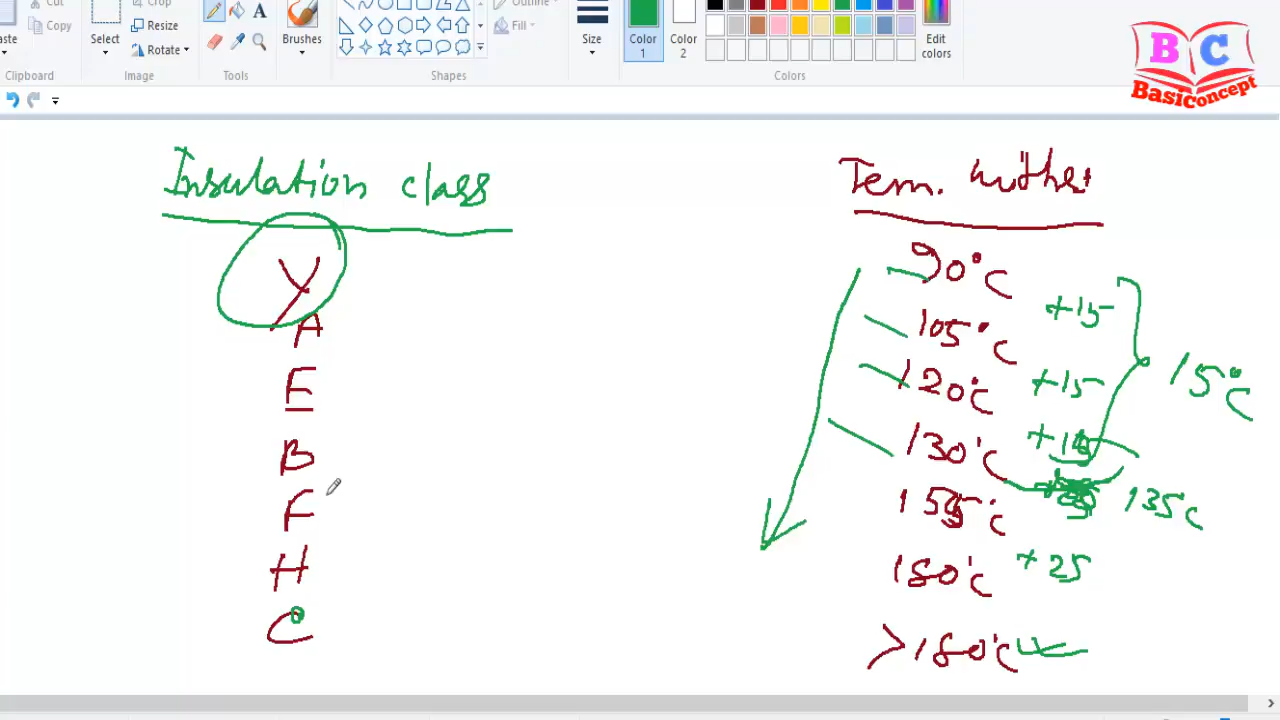 Cut
Copy
Clipboard
Select
Crop
Resize
Rotate
Image
A
Tools
Brushes
Outline
Fill
Shapes
Size
Color 1
Color 2
Edit colors
Colors
BC
BasiConcept
Insulation class
Tem.
Y
90°C
+15
A
105°C
15°C
E
120°C
+15
B
130°C
+10
F
155°C
135°C
H
180°C
+25
C
>180°C